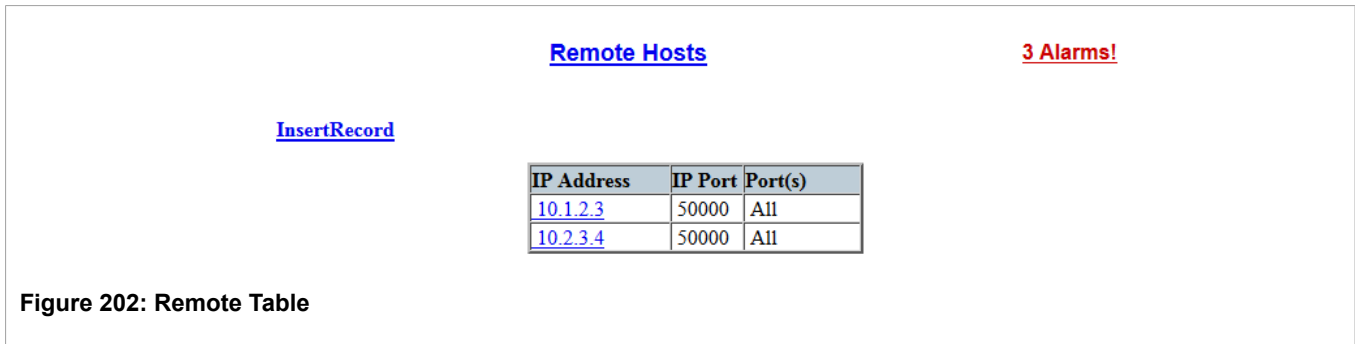 Remote Hosts 3 Alarms!
InsertRecord
IP Address IP Port Port(s)
10.1.2.3 50000 All
10.2.3.4 50000 All
Figure 202: Remote Table